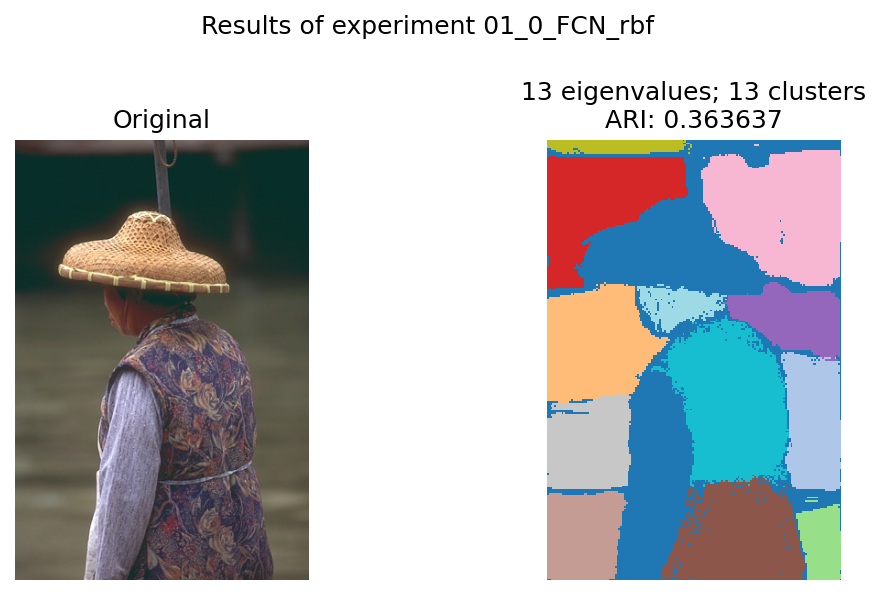 Results of experiment 01_0_FCN_rbf
Original
13 eigenvalues; 13 clusters
ARI: 0.363637